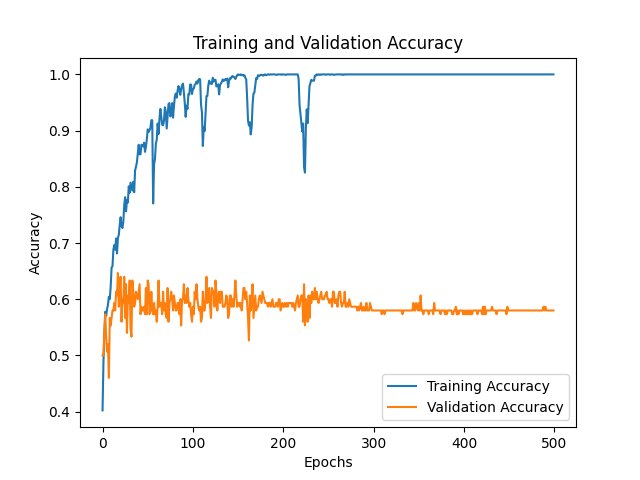 Training and Validation Accuracy
Accuracy
1.0
0.9
0.8
0.7
0.6
0.5
0.4
0
100
200
300
400
500
Epochs
Training Accuracy
Validation Accuracy